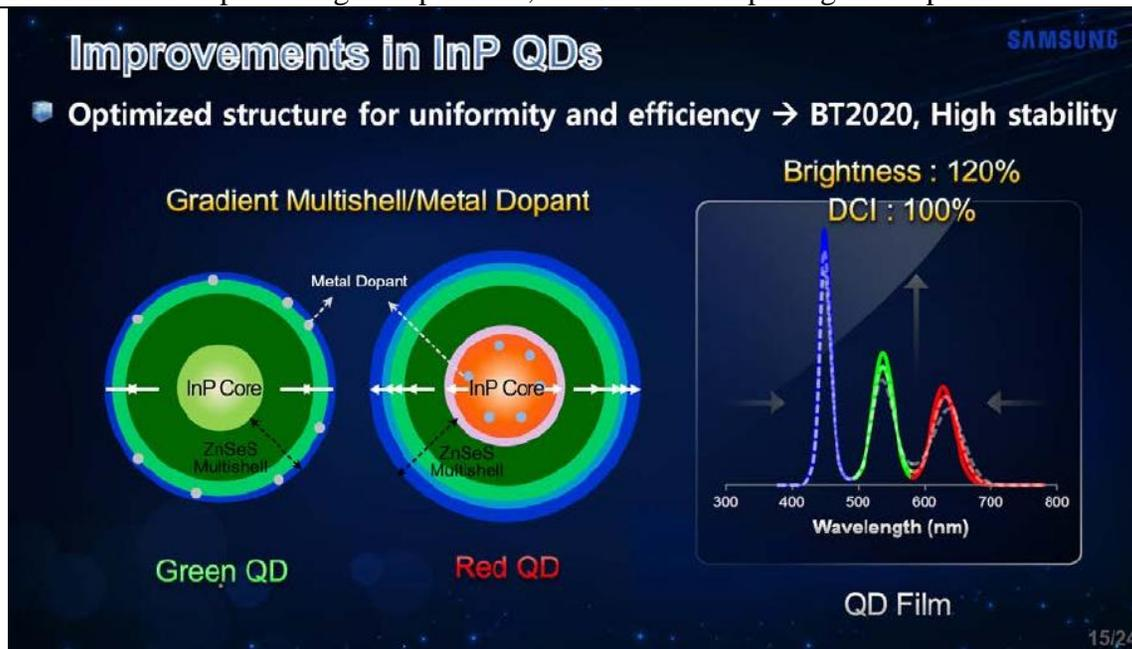 Improvements in InP QDs
SAMSUNG
Optimized structure for uniformity and efficiency → BT2020, High stability
Gradient Multishell/Metal Dopant
Metal Dopant
InP Core
ZnSeS
Multishell
InP Core
ZnSeS
Multishell
Green QD
Red QD
Brightness : 120%
DCI : 100%
300 400 500 600 700 800
Wavelength (nm)
QD Film
15/24